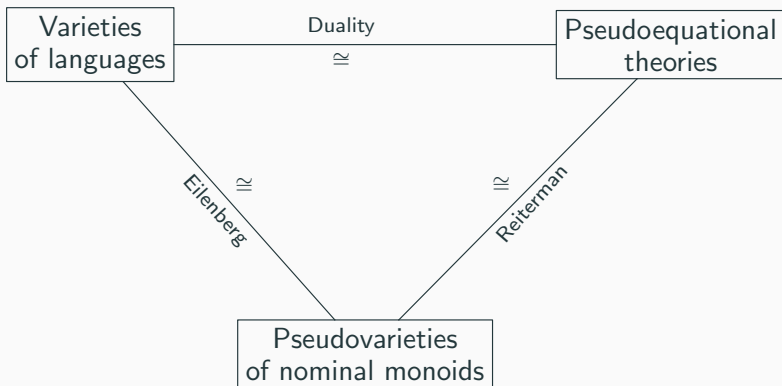 Varieties
of languages
Duality
≅
Pseudoequational
theories
Eilenberg
≅
≅
Reiterman
Pseudovarieties
of nominal monoids